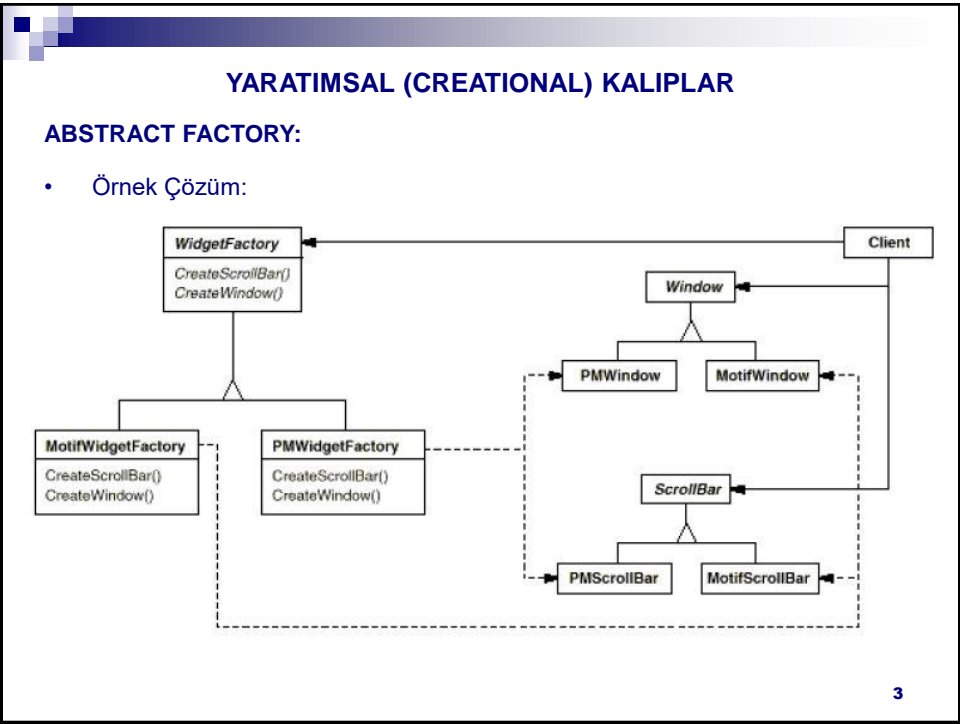 YARATIMSAL (CREATIONAL) KALIPLAR
ABSTRACT FACTORY:
• Örnek Çözüm:
WidgetFactory
CreateScrollBar()
CreateWindow()
Client
Window
PMWindow
MotifWindow
MotifWidgetFactory
CreateScrollBar()
CreateWindow()
PMWidgetFactory
CreateScrollBar()
CreateWindow()
ScrollBar
PMScrollBar
MotifScrollBar
3